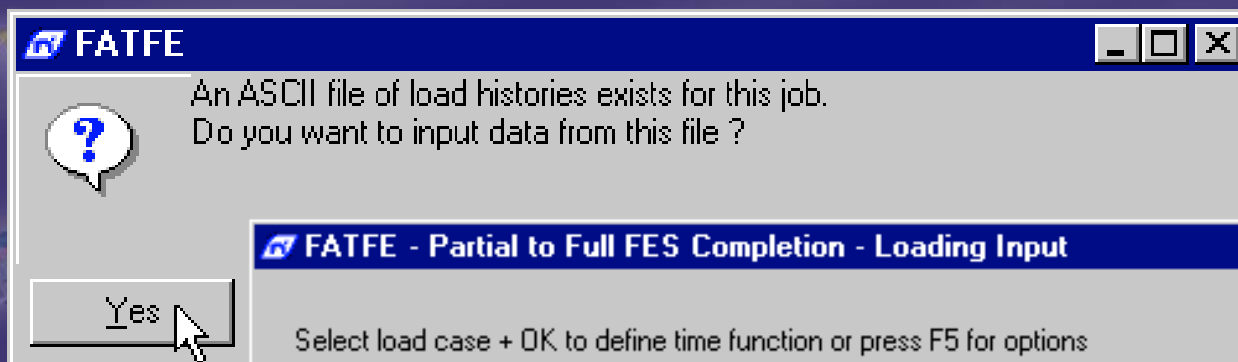 FATFE
An ASCII file of load histories exists for this job.
Do you want to input data from this file ?
FATFE - Partial to Full FES Completion - Loading Input
Yes
Select load case + OK to define time function or press F5 for options